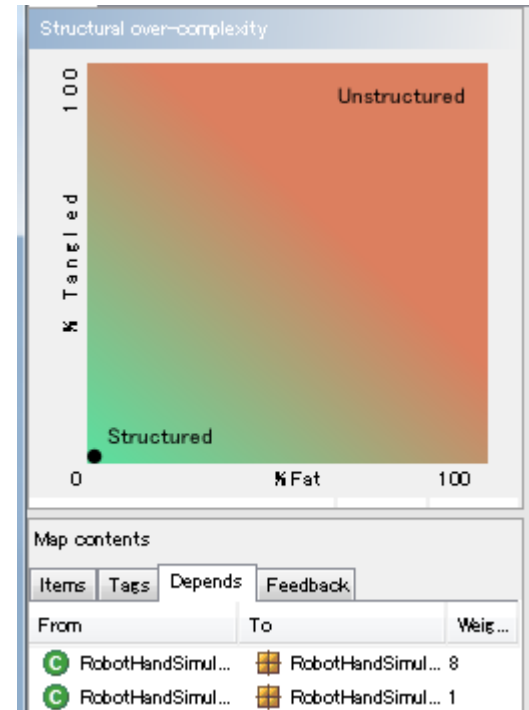 Structural over-complexity
100
Unstructured
% Tangled
Structured
0 % Fat 100
Map contents
Items Tags Depends Feedback
From To Weig...
C RobotHandSimul... RobotHandSimul... 8
C RobotHandSimul... RobotHandSimul... 1